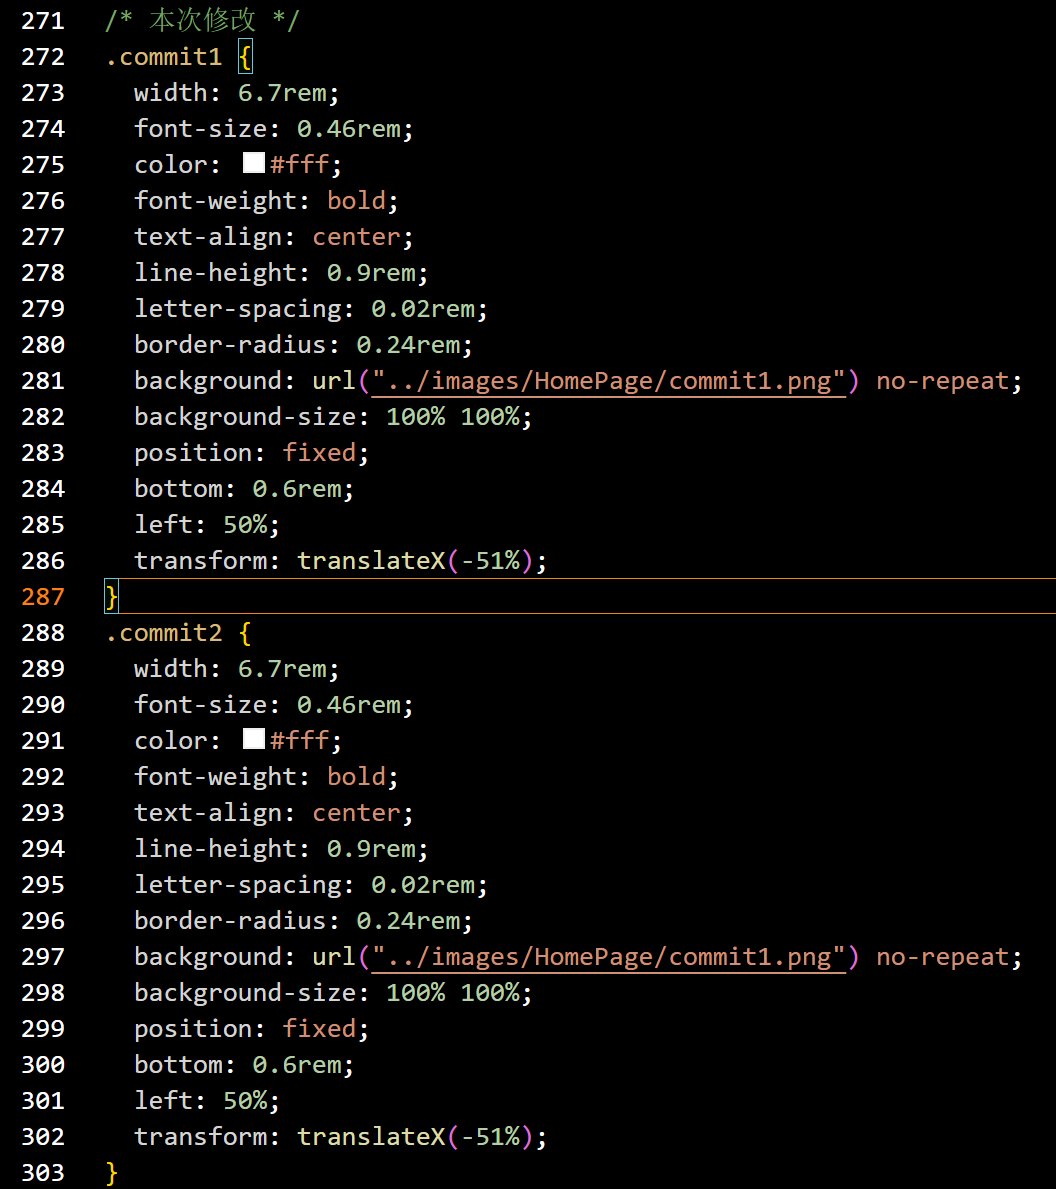 271 /* 本次修改 */
272 .commit1 {
273 width: 6.7rem;
274 font-size: 0.46rem;
275 color: #fff;
276 font-weight: bold;
277 text-align: center;
278 line-height: 0.9rem;
279 letter-spacing: 0.02rem;
280 border-radius: 0.24rem;
281 background: url("../images/HomePage/commit1.png") no-repeat;
282 background-size: 100% 100%;
283 position: fixed;
284 bottom: 0.6rem;
285 left: 50%;
286 transform: translateX(-51%);
287 }
288 .commit2 {
289 width: 6.7rem;
290 font-size: 0.46rem;
291 color: #fff;
292 font-weight: bold;
293 text-align: center;
294 line-height: 0.9rem;
295 letter-spacing: 0.02rem;
296 border-radius: 0.24rem;
297 background: url("../images/HomePage/commit1.png") no-repeat;
298 background-size: 100% 100%;
299 position: fixed;
300 bottom: 0.6rem;
301 left: 50%;
302 transform: translateX(-51%);
303 }